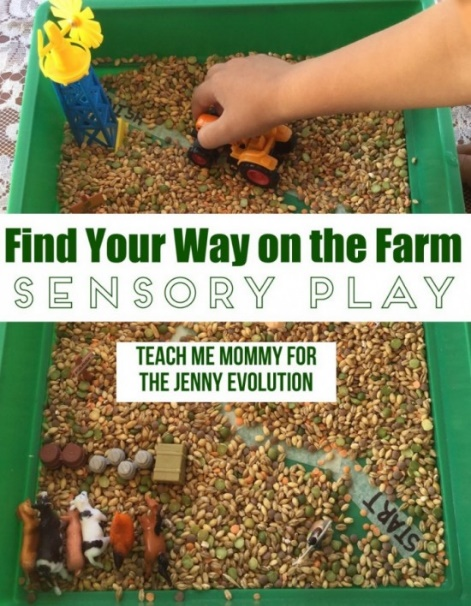 Find Your Way on the Farm
SENSORY PLAY
TEACH ME MOMMY FOR
THE JENNY EVOLUTION
START